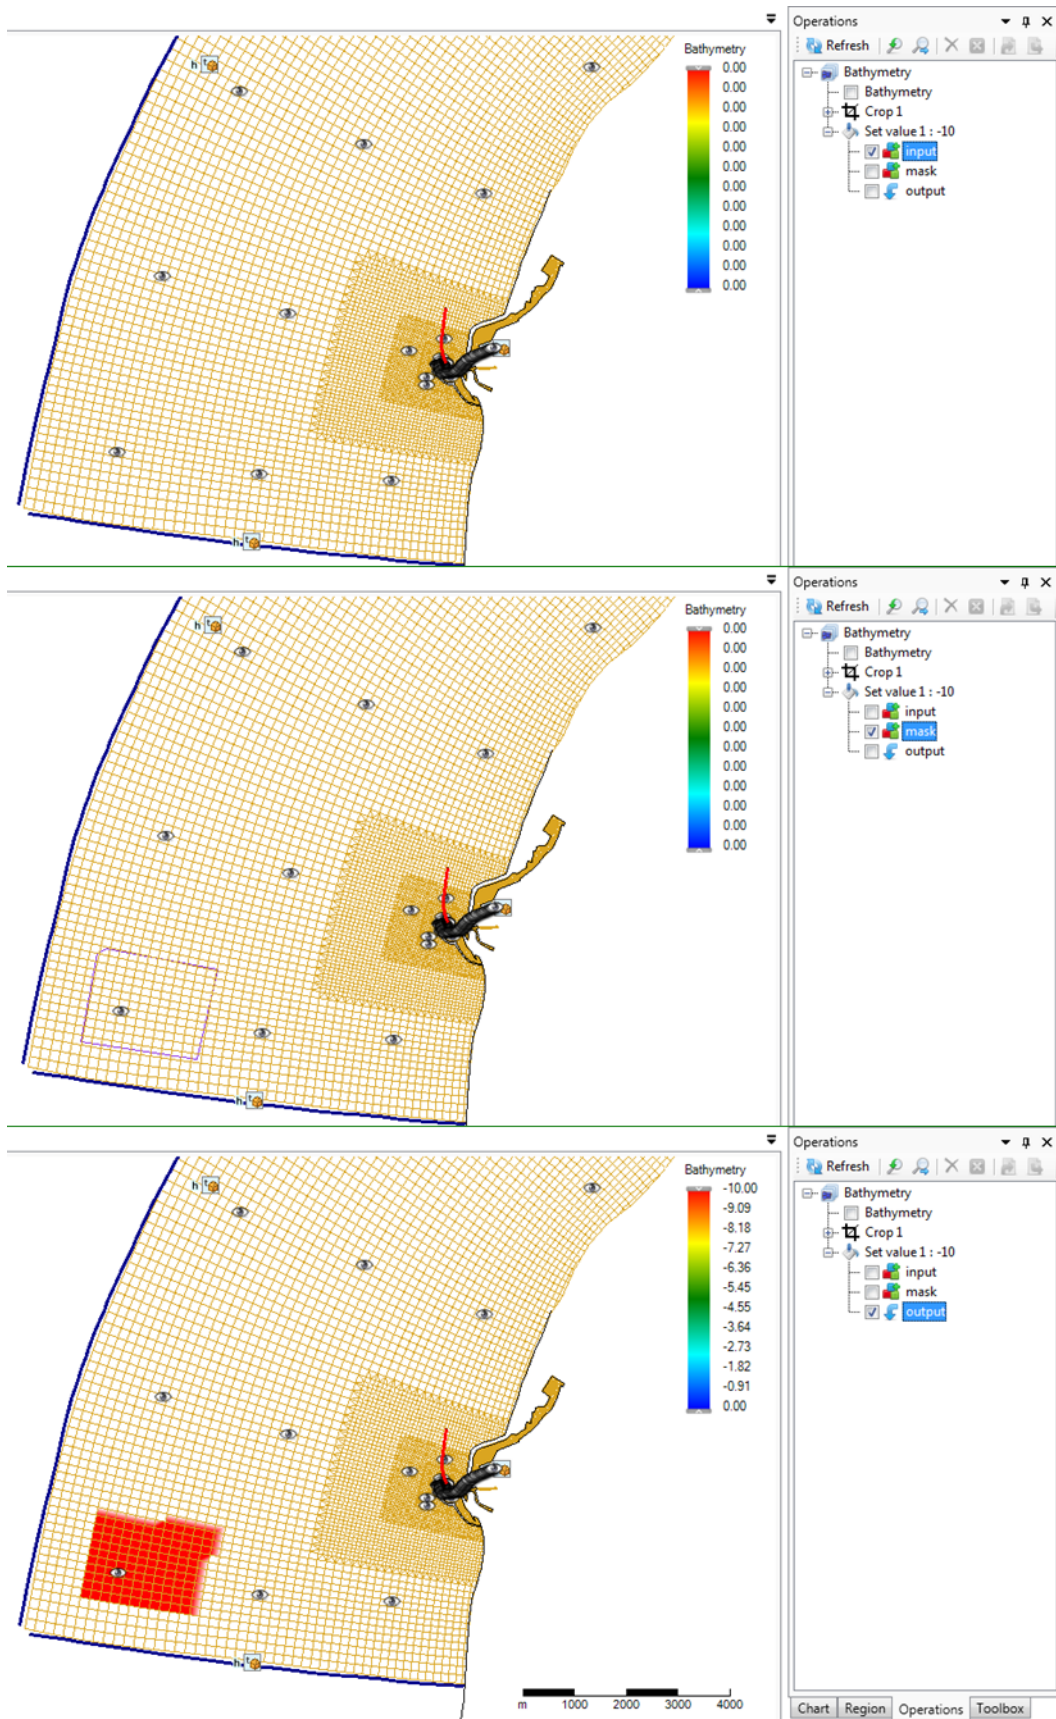 Operations
Refresh
Bathymetry
Bathymetry
Crop 1
Set value 1 : -10
input
mask
output
Bathymetry
0.00
0.00
0.00
0.00
0.00
0.00
0.00
0.00
0.00
0.00
0.00
0.00
h t
h t
Operations
Refresh
Bathymetry
Bathymetry
Crop 1
Set value 1 : -10
input
mask
output
Bathymetry
0.00
0.00
0.00
0.00
0.00
0.00
0.00
0.00
0.00
0.00
0.00
0.00
h t
h t
Operations
Refresh
Bathymetry
Bathymetry
Crop 1
Set value 1 : -10
input
mask
output
Bathymetry
-10.00
-9.09
-8.18
-7.27
-6.36
-5.45
-4.55
-3.64
-2.73
-1.82
-0.91
0.00
h t
h t
m 1000 2000 3000 4000
Chart Region Operations Toolbox